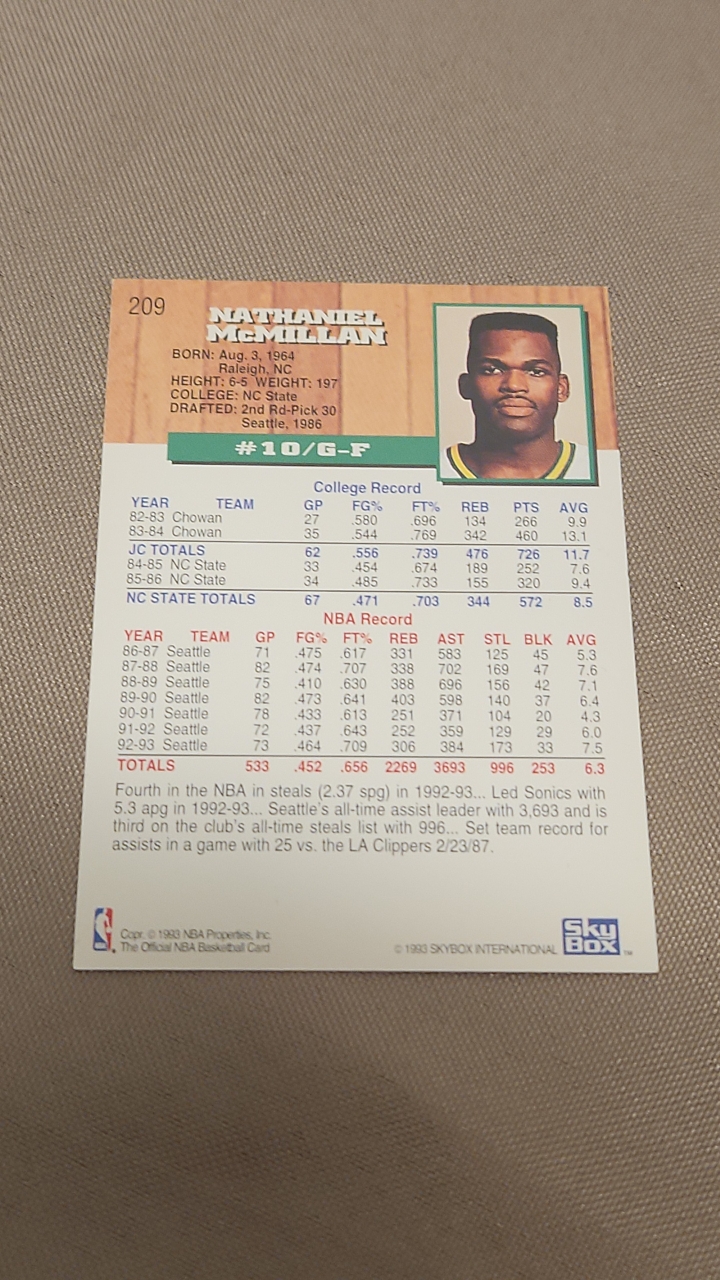 209
NATHANIEL
McMILLAN
BORN: Aug. 3, 1964
Raleigh, NC
HEIGHT: 6-5 WEIGHT: 197
COLLEGE: NC State
DRAFTED: 2nd Rd-Pick 30
Seattle, 1986
#10/G-F
College Record
YEAR TEAM GP FG% FT% REB PTS AVG
82-83 Chowan 27 .580 .696 134 266 9.9
83-84 Chowan 35 .544 .769 342 460 13.1
JC TOTALS 62 .556 .739 476 726 11.7
84-85 NC State 33 .454 .674 189 252 7.6
85-86 NC State 34 .485 .733 155 320 9.4
NC STATE TOTALS 67 .471 .703 344 572 8.5
NBA Record
YEAR TEAM GP FG% FT% REB AST STL BLK AVG
86-87 Seattle 71 .475 .617 331 583 125 45 5.3
87-88 Seattle 82 .474 .707 338 702 169 47 7.6
88-89 Seattle 75 .410 .630 388 696 156 42 7.1
89-90 Seattle 82 .473 .641 403 598 140 37 6.4
90-91 Seattle 78 .433 .613 251 371 104 20 4.3
91-92 Seattle 72 .437 .643 252 359 129 29 6.0
92-93 Seattle 73 .464 .709 306 384 173 33 7.5
TOTALS 533 .452 .656 2269 3693 996 253 6.3
Fourth in the NBA in steals (2.37 spg) in 1992-93... Led Sonics with
5.3 apg in 1992-93... Seattle's all-time assist leader with 3,693 and is
third on the club's all-time steals list with 996... Set team record for
assists in a game with 25 vs. the LA Clippers 2/23/87.
Copr. © 1993 NBA Properties, Inc.
The Official NBA Basketball Card
© 1993 SKYBOX INTERNATIONAL
Sky
Box
TM